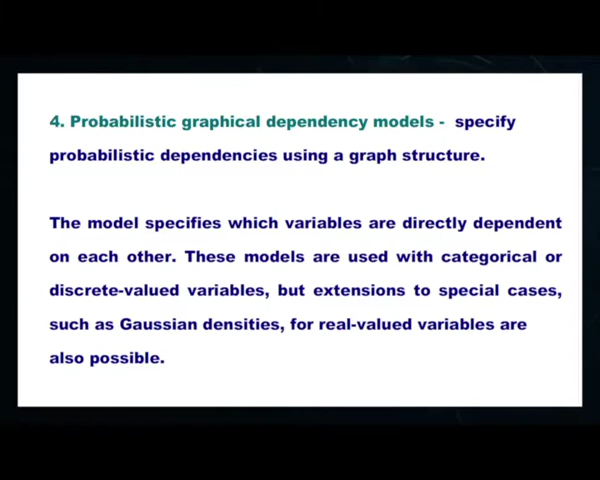 4. Probabilistic graphical dependency models - specify
probabilistic dependencies using a graph structure.
The model specifies which variables are directly dependent
on each other. These models are used with categorical or
discrete-valued variables, but extensions to special cases,
such as Gaussian densities, for real-valued variables are
also possible.